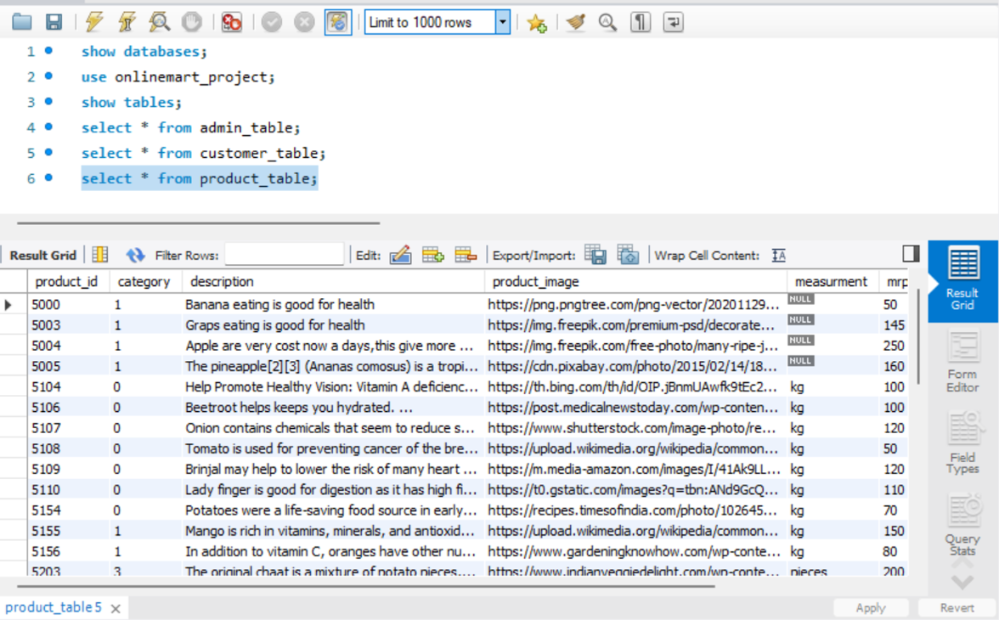 Limit to 1000 rows
1 show databases;
2 use onlinemart_project;
3 show tables;
4 select * from admin_table;
5 select * from customer_table;
6 select * from product_table;
Result Grid Filter Rows: Edit: Export/Import: Wrap Cell Content: IA
product_id category description product_image measurment mrp
5000 1 Banana eating is good for health https://png.pngtree.com/png-vector/20201129... NULL 50
5003 1 Graps eating is good for health https://img.freepik.com/premium-psd/decorate... NULL 145
5004 1 Apple are very cost now a days,this give more ... https://img.freepik.com/free-photo/many-ripe-j... NULL 250
5005 1 The pineapple[2][3] (Ananas comosus) is a tropi... https://cdn.pixabay.com/photo/2015/02/14/18... NULL 160
5104 0 Help Promote Healthy Vision: Vitamin A deficienc... https://th.bing.com/th/id/OIP.jBnmUAwfk9tEc2... kg 100
5106 0 Beetroot helps keeps you hydrated. ... https://post.medicalnewstoday.com/wp-conten... kg 100
5107 0 Onion contains chemicals that seem to reduce s... https://www.shutterstock.com/image-photo/re... kg 120
5108 0 Tomato is used for preventing cancer of the bre... https://upload.wikimedia.org/wikipedia/common... kg 50
5109 0 Brinjal may help to lower the risk of many heart ... https://m.media-amazon.com/images/I/41Ak9LL... kg 120
5110 0 Lady finger is good for digestion as it has high fi... https://t0.gstatic.com/images?q=tbn:ANd9GcQ... kg 110
5154 0 Potatoes were a life-saving food source in early... https://recipes.timesofindia.com/photo/102645... kg 70
5155 1 Mango is rich in vitamins, minerals, and antioxid... https://upload.wikimedia.org/wikipedia/common... kg 150
5156 1 In addition to vitamin C, oranges have other nu... https://www.gardeningknowhow.com/wp-conte... kg 80
5203 3 The original chaat is a mixture of potato pieces,... https://www.indianveggiedelight.com/wp-conte... pieces 200
Result
Grid
Form
Editor
Field
Types
Query
Stats
product_table 5
Apply Revert